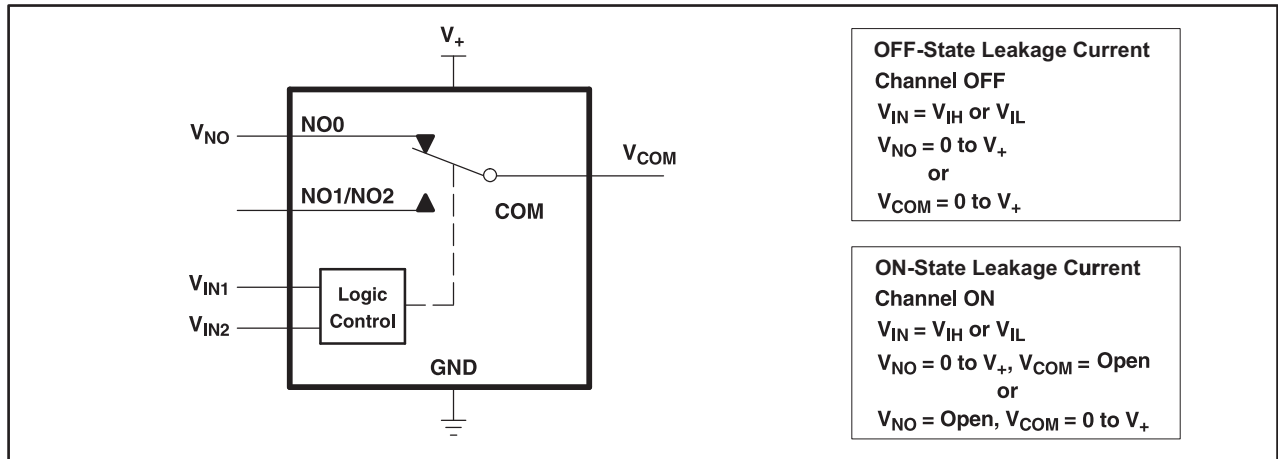 V+
VNO
NO0
VCOM
NO1/NO2
COM
VIN1
VIN2
Logic
Control
GND
OFF-State Leakage Current
Channel OFF
VIN = VIH or VIL
VNO = 0 to V+
or
VCOM = 0 to V+
ON-State Leakage Current
Channel ON
VIN = VIH or VIL
VNO = 0 to V+, VCOM = Open
or
VNO = Open, VCOM = 0 to V+